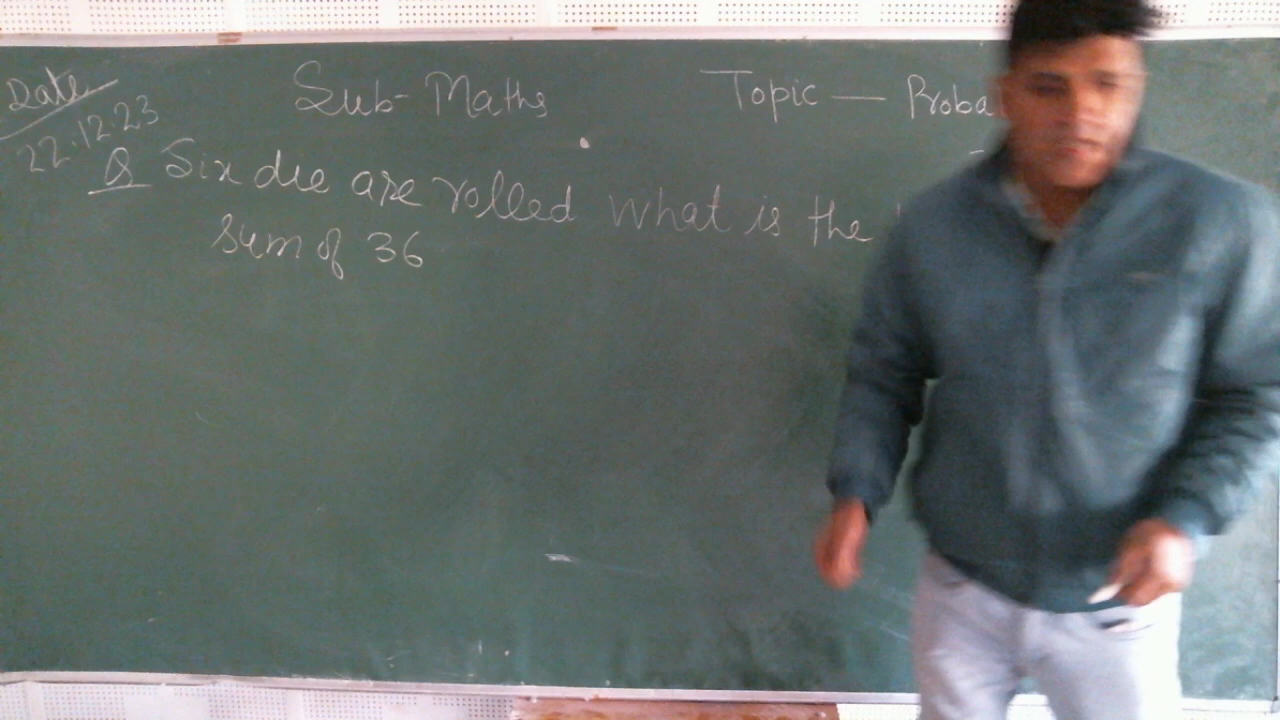 Date
22.12.23
Sub- Maths
Topic — Proba
Q Six die are rolled what is the
sum of 36